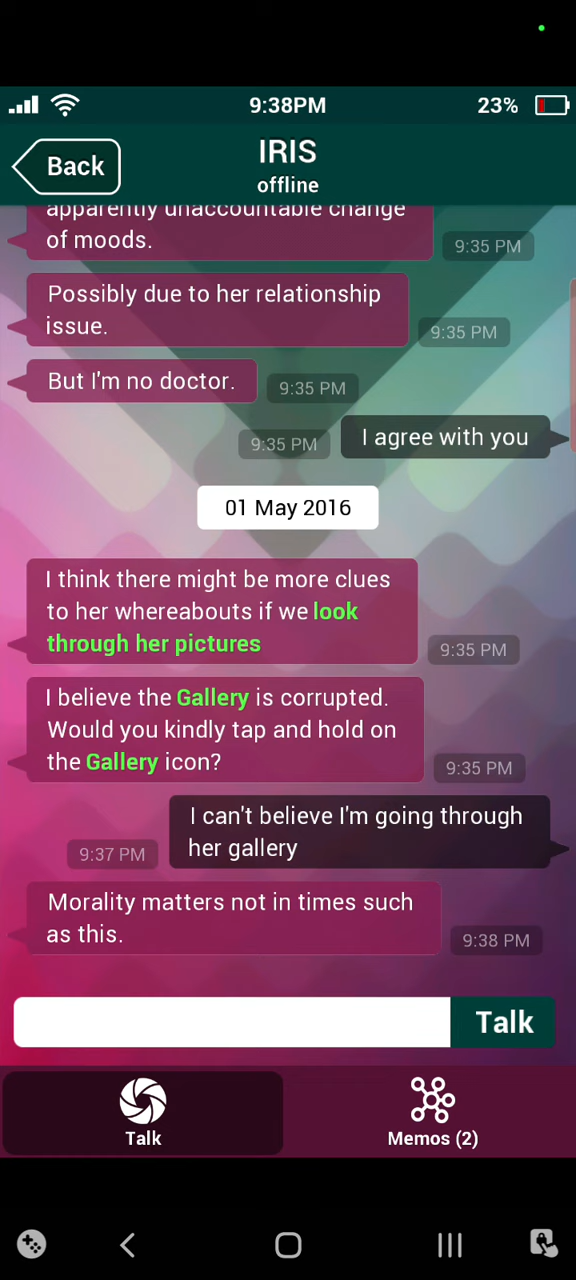 9:38PM
23%
Back
IRIS
offline
apparently unaccountable change
of moods.
9:35 PM
Possibly due to her relationship
issue.
9:35 PM
But I'm no doctor.
9:35 PM
I agree with you
9:35 PM
01 May 2016
I think there might be more clues
to her whereabouts if we look
through her pictures
9:35 PM
I believe the Gallery is corrupted.
Would you kindly tap and hold on
the Gallery icon?
9:35 PM
I can't believe I'm going through
her gallery
9:37 PM
Morality matters not in times such
as this.
9:38 PM
Talk
Talk
Memos (2)